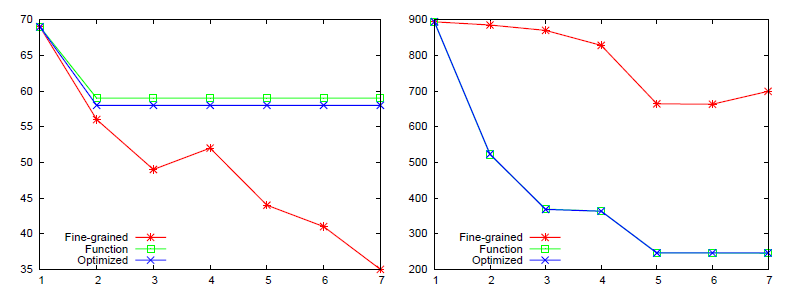 70
65
60
55
50
45
40
35
1 2 3 4 5 6 7
Fine-grained
Function
Optimized
900
800
700
600
500
400
300
200
1 2 3 4 5 6 7
Fine-grained
Function
Optimized